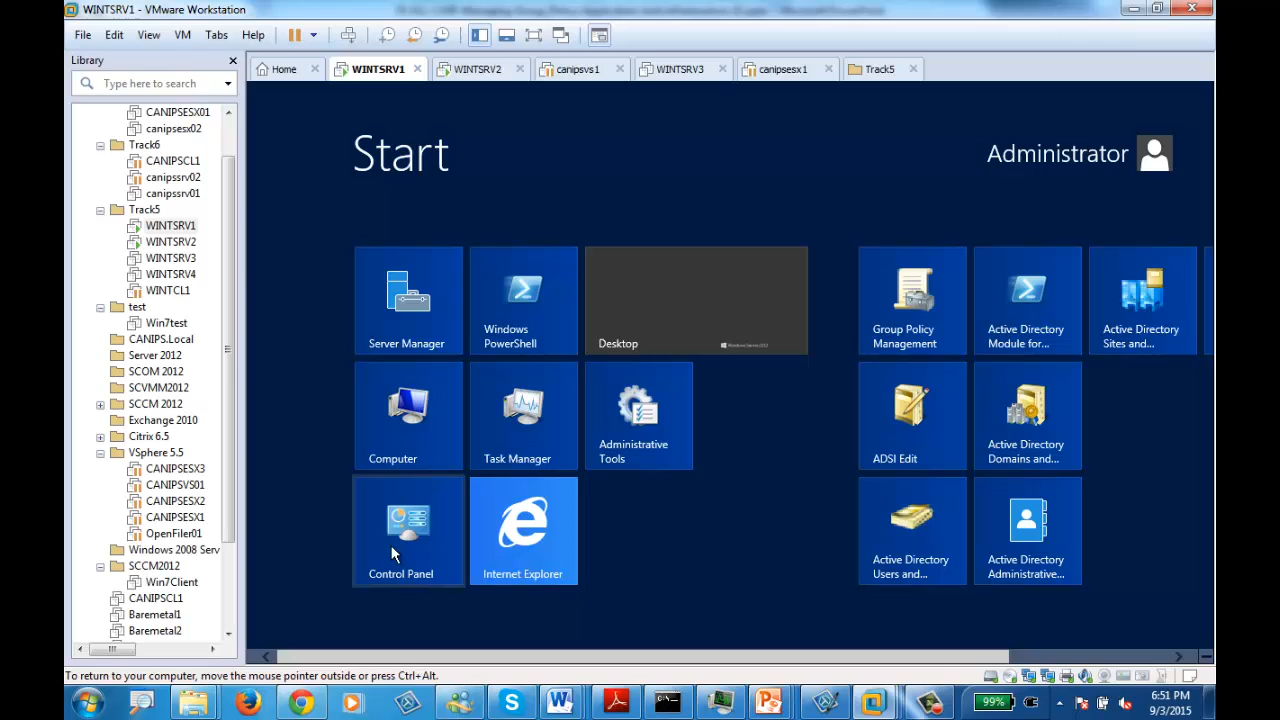 WINTSRV1 - VMware Workstation
File Edit View VM Tabs Help
Library
Type here to search
CANIPSESX01
canipsesx02
Track6
CANIPSCL1
canipssrv02
canipssrv01
Track5
WINTSRV1
WINTSRV2
WINTSRV3
WINTSRV4
WINTCL1
test
Win7test
CANIPS.Local
Server 2012
SCOM 2012
SCVMM2012
SCCM 2012
Exchange 2010
Citrix 6.5
VSphere 5.5
CANIPSESX3
CANIPSVS01
CANIPSESX2
CANIPSESX1
OpenFiler01
Windows 2008 Serv
SCCM2012
Win7Client
CANIPSCL1
Baremetal1
Baremetal2
Home WINTSRV1 WINTSRV2 canipsvs1 WINTSRV3 canipsesx1 Track5
Start
Administrator
Server Manager
Windows
PowerShell
Desktop
Windows Server 2012
Group Policy
Management
Active Directory
Module for...
Active Directory
Sites and...
Computer
Task Manager
Administrative
Tools
ADSI Edit
Active Directory
Domains and...
Control Panel
Internet Explorer
Active Directory
Users and...
Active Directory
Administrative...
To return to your computer, move the mouse pointer outside or press Ctrl+Alt.
99%
6:51 PM
9/3/2015